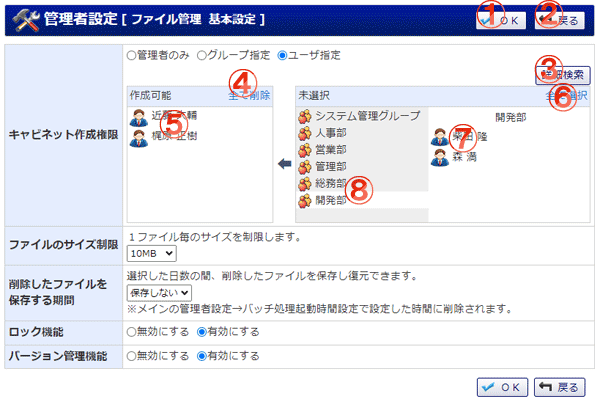 管理者設定 [ ファイル管理 基本設定 ]
① OK ② 戻る
キャビネット作成権限
管理者のみ グループ指定 ユーザ指定
③ 詳細検索
作成可能 ④ 全て削除
⑤
近藤 大輔
梶原 正樹
未選択 ⑥ 全て選択
システム管理グループ
人事部
営業部
管理部
総務部 ⑧
開発部
開発部
⑦
柴田 隆
森 満
ファイルのサイズ制限
1ファイル毎のサイズを制限します。
10MB
削除したファイルを
保存する期間
選択した日数の間、削除したファイルを保存し復元できます。
保存しない
※メインの管理者設定→バッチ処理起動時間設定で設定した時間に削除されます。
ロック機能
無効にする 有効にする
バージョン管理機能
無効にする 有効にする
OK 戻る